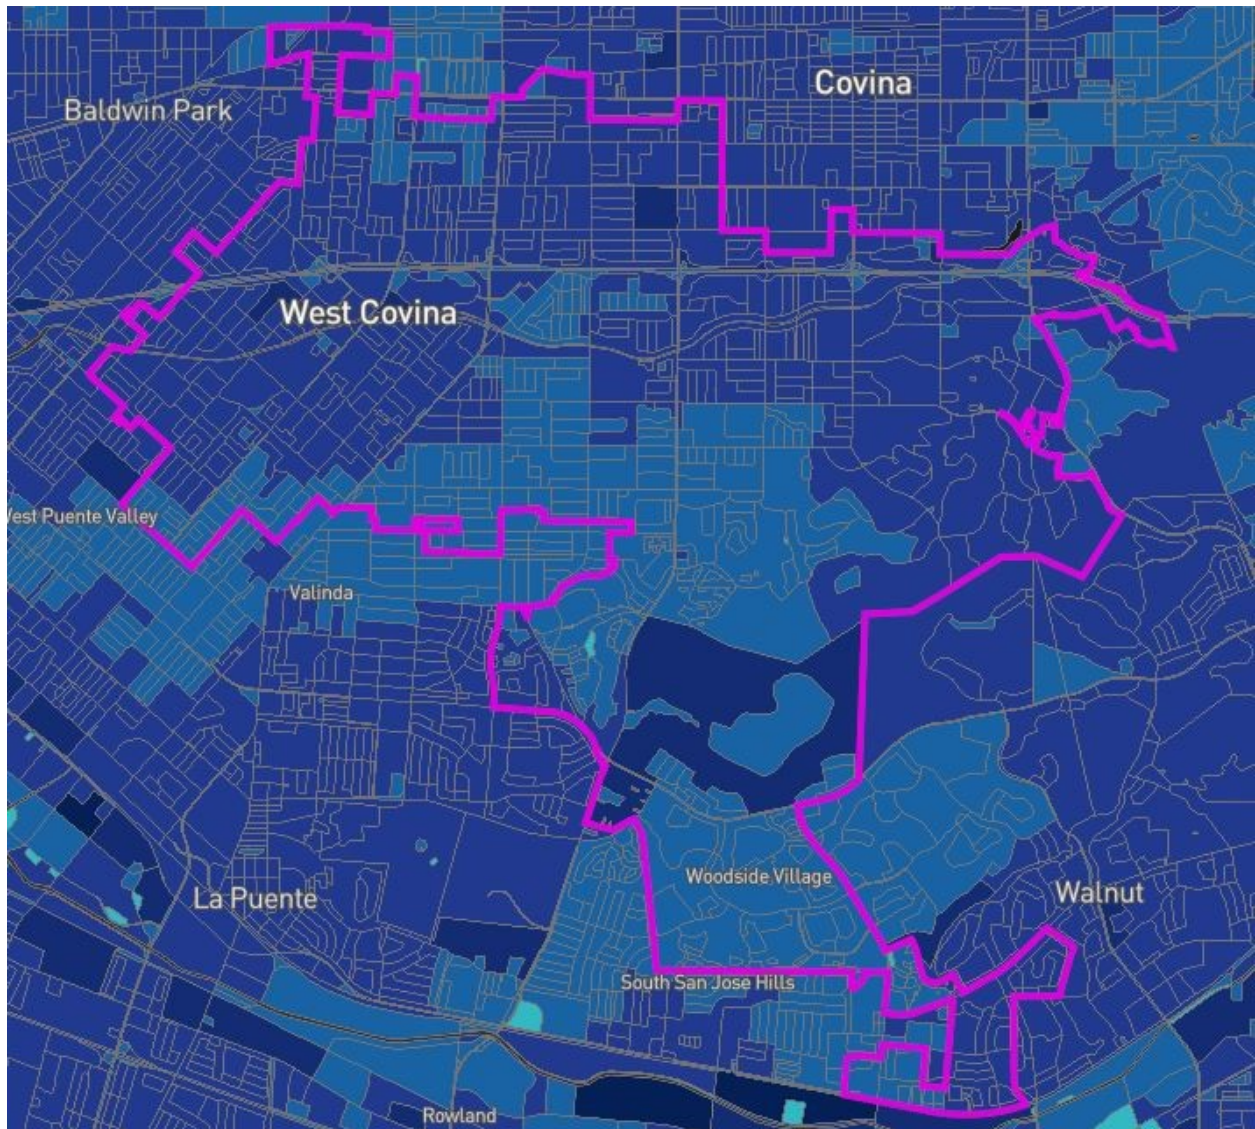 Covina
Baldwin Park
West Covina
West Puente Valley
Valinda
Woodside Village
La Puente
Walnut
South San Jose Hills
Rowland